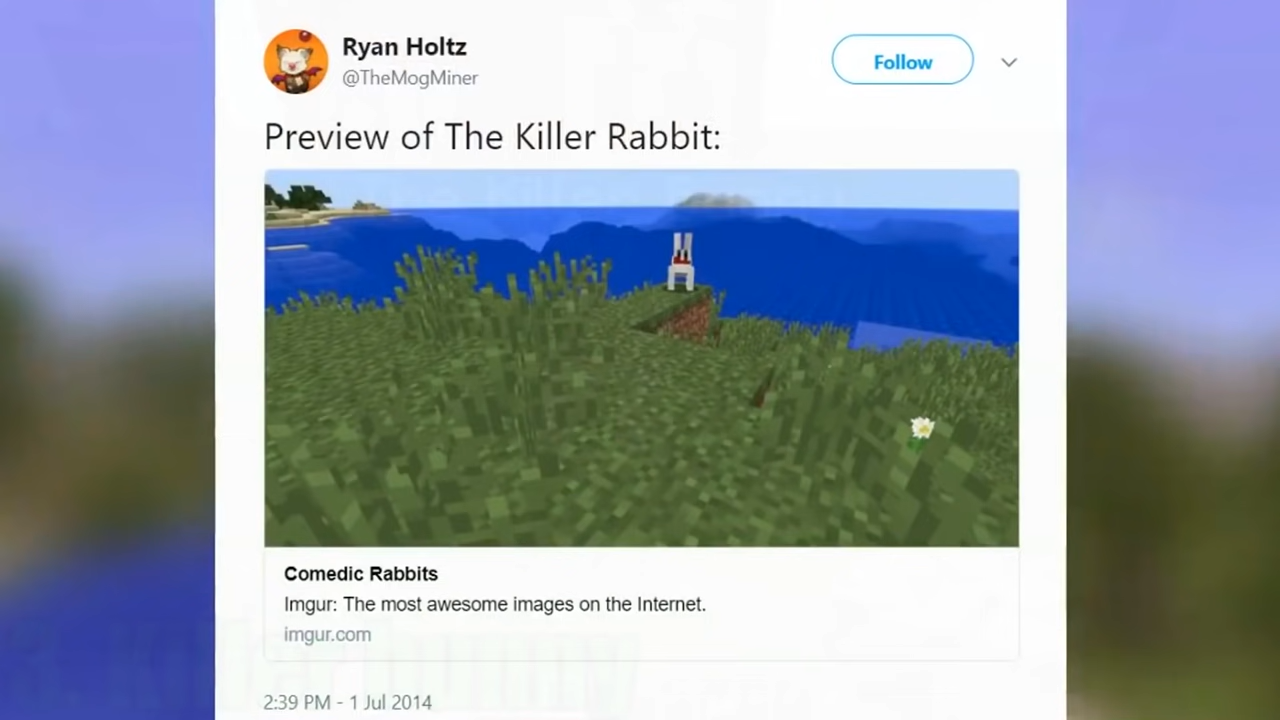 Ryan Holtz
@TheMogMiner
Follow
Preview of The Killer Rabbit:
Comedic Rabbits
Imgur: The most awesome images on the Internet.
imgur.com
2:39 PM - 1 Jul 2014